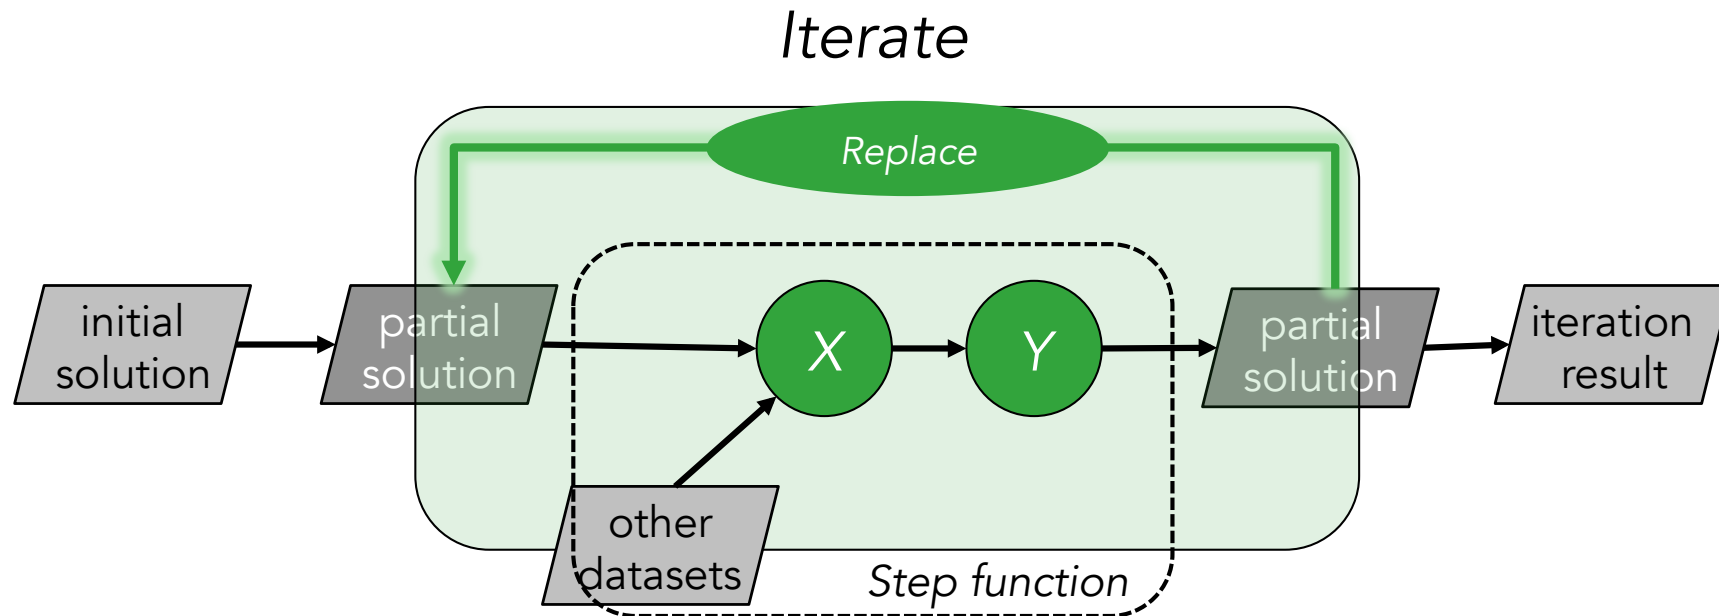 Iterate
Replace
initial
solution
partial
solution
X
Y
partial
solution
iteration
result
other
datasets
Step function